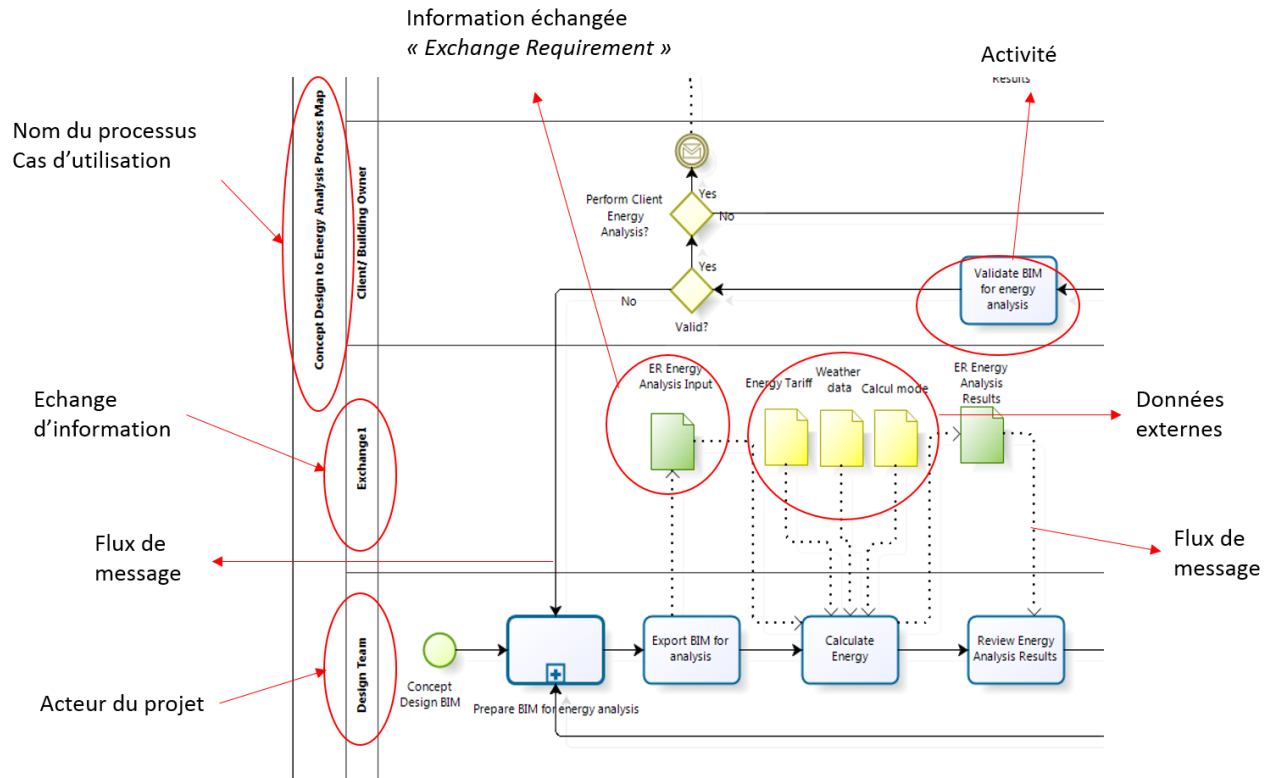 Information échangée
« Exchange Requirement »
Activité
Results
Nom du processus
Cas d’utilisation
Concept Design to Energy Analysis Process Map
Client/ Building Owner
Perform Client
Energy
Analysis?
Yes
No
Validate BIM
for energy
analysis
Yes
No
Valid?
ER Energy
Analysis Input
Energy Tariff
Weather
data
Calcul mode
ER Energy
Analysis
Results
Données
externes
Echange
d’information
Exchange1
Flux de
message
Flux de
message
Design Team
Acteur du projet
Concept
Design BIM
Prepare BIM for energy analysis
Export BIM for
analysis
Calculate
Energy
Review Energy
Analysis Results